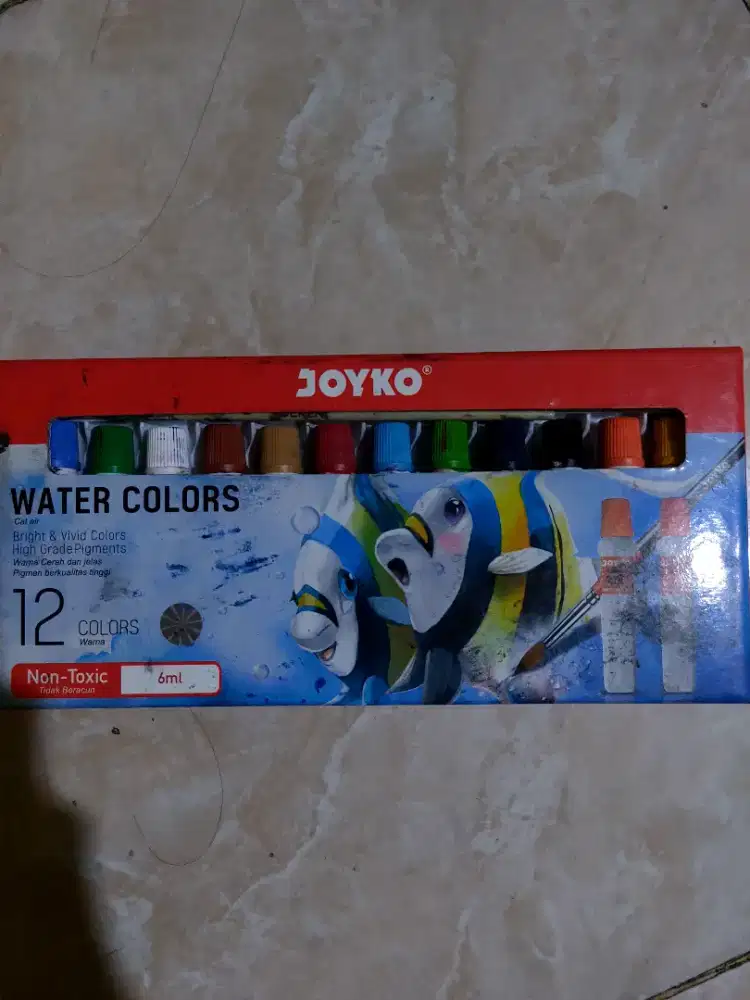 JOYKO®
WATER COLORS
Cat air
Bright & Vivid Colors
High Grade Pigments
Warna Cerah dan jelas
Pigmen berkualitas tinggi
12 COLORS
Warna
Non-Toxic 6ml
Tidak Beracun